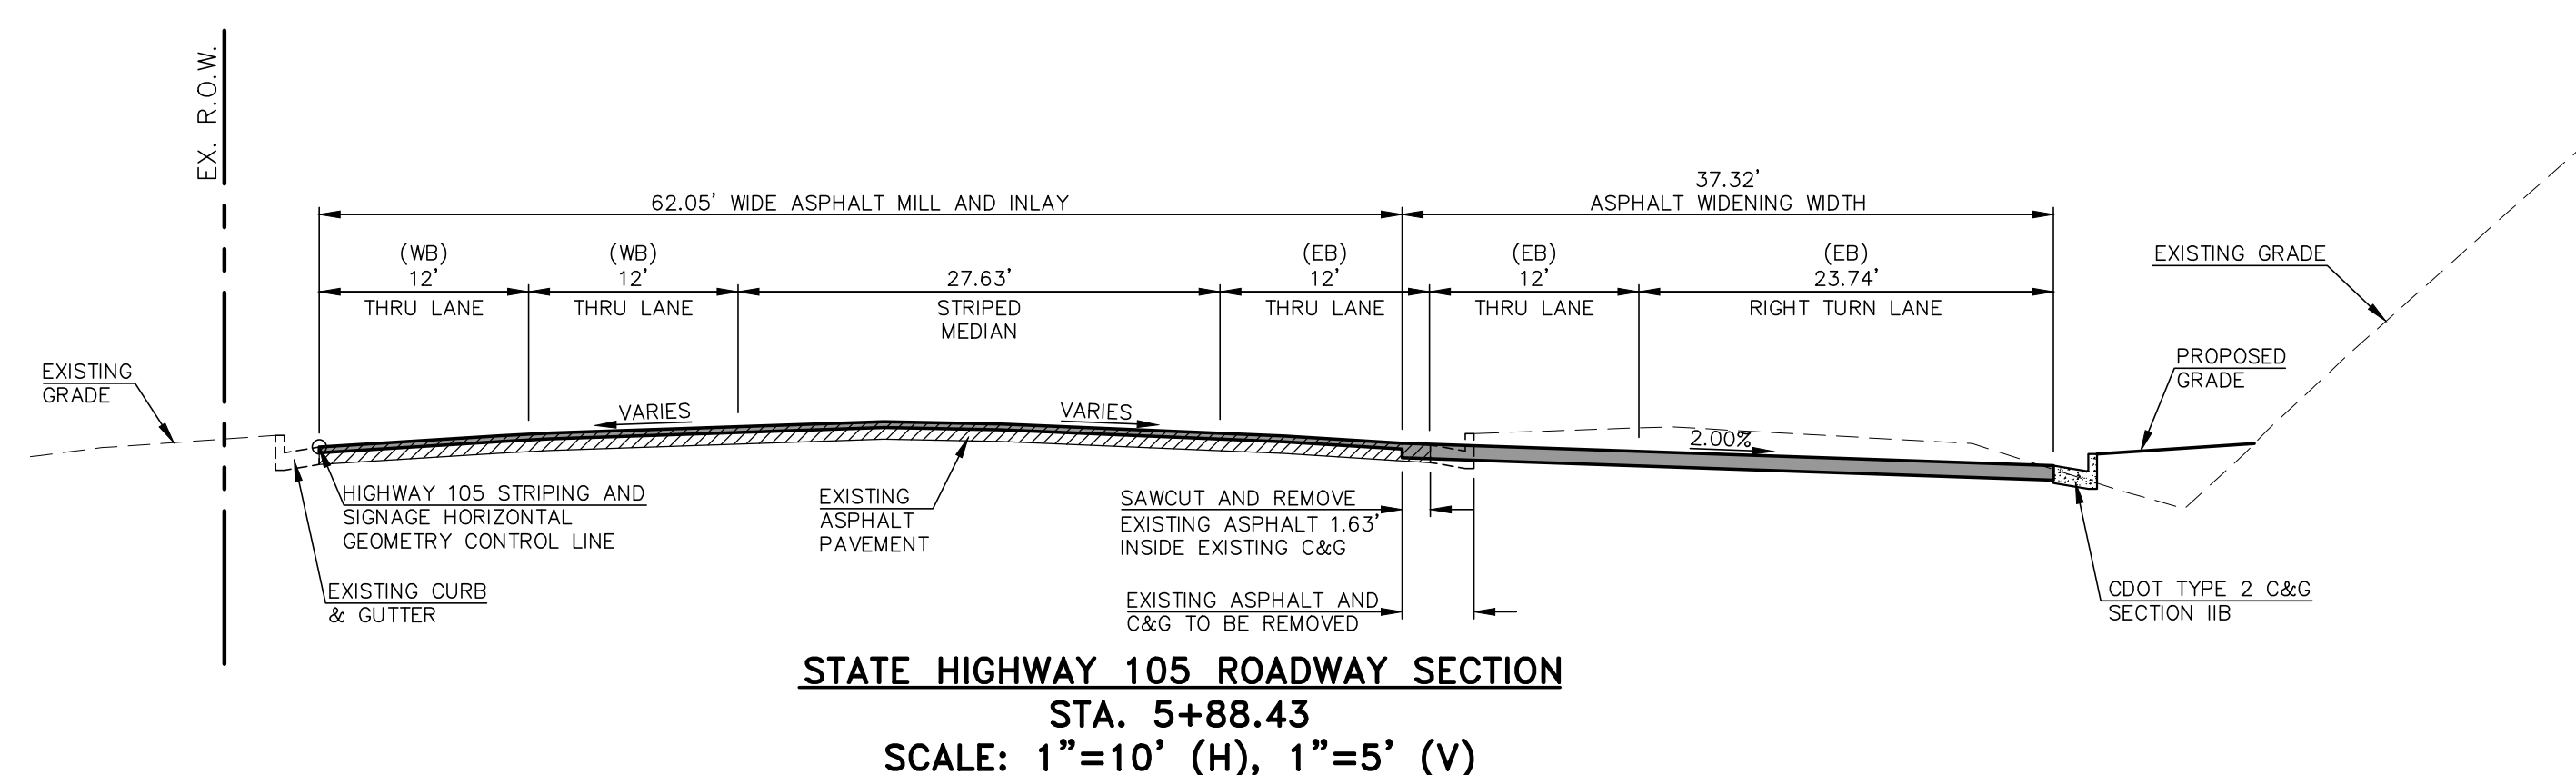 EX. R.O.W.
62.05' WIDE ASPHALT MILL AND INLAY
37.32'
ASPHALT WIDENING WIDTH
(WB)
12'
THRU LANE
(WB)
12'
THRU LANE
27.63'
STRIPED
MEDIAN
(EB)
12'
THRU LANE
(EB)
12'
THRU LANE
(EB)
23.74'
RIGHT TURN LANE
EXISTING GRADE
PROPOSED
GRADE
EXISTING
GRADE
VARIES
VARIES
2.00%
HIGHWAY 105 STRIPING AND
SIGNAGE HORIZONTAL
GEOMETRY CONTROL LINE
EXISTING
ASPHALT
PAVEMENT
SAWCUT AND REMOVE
EXISTING ASPHALT 1.63'
INSIDE EXISTING C&G
EXISTING CURB
& GUTTER
EXISTING ASPHALT AND
C&G TO BE REMOVED
CDOT TYPE 2 C&G
SECTION IIB
STATE HIGHWAY 105 ROADWAY SECTION
STA. 5+88.43
SCALE: 1"=10' (H), 1"=5' (V)